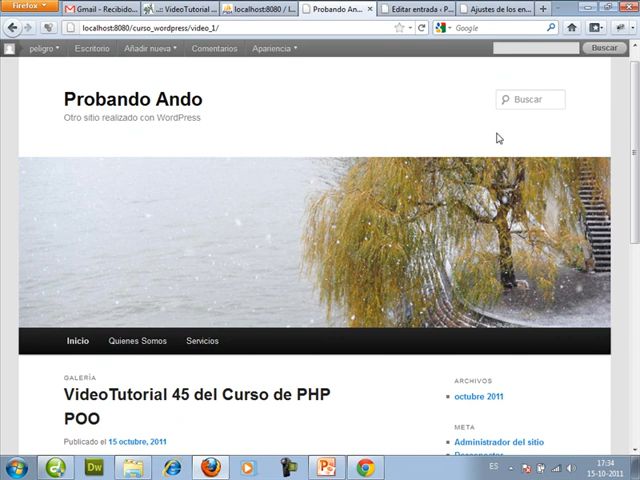 Firefox
Gmail - Recibido...
..:: VideoTutorial ...
localhost:8080 / l...
Probando An...
Editar entrada ‹ P...
Ajustes de los en...
localhost:8080/curso_wordpress/video_1/
Google
peligro
Escritorio
Añadir nueva
Comentarios
Apariencia
Buscar
Probando Ando
Otro sitio realizado con WordPress
Buscar
Inicio
Quienes Somos
Servicios
GALERÍA
VideoTutorial 45 del Curso de PHP
POO
Publicado el 15 octubre, 2011
ARCHIVOS
octubre 2011
META
Administrador del sitio
Dw
ES
17:34
15-10-2011